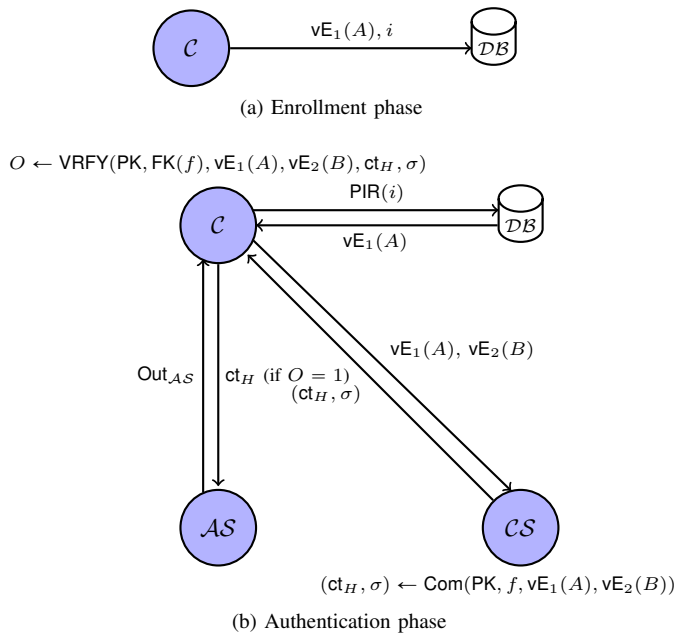 C
vE₁(A), i
DB
(a) Enrollment phase
O ← VRFY(PK, FK(f), vE₁(A), vE₂(B), ct_H, σ)
PIR(i)
C
DB
vE₁(A)
vE₁(A), vE₂(B)
Out_AS
ct_H (if O = 1)
(ct_H, σ)
AS
CS
(ct_H, σ) ← Com(PK, f, vE₁(A), vE₂(B))
(b) Authentication phase